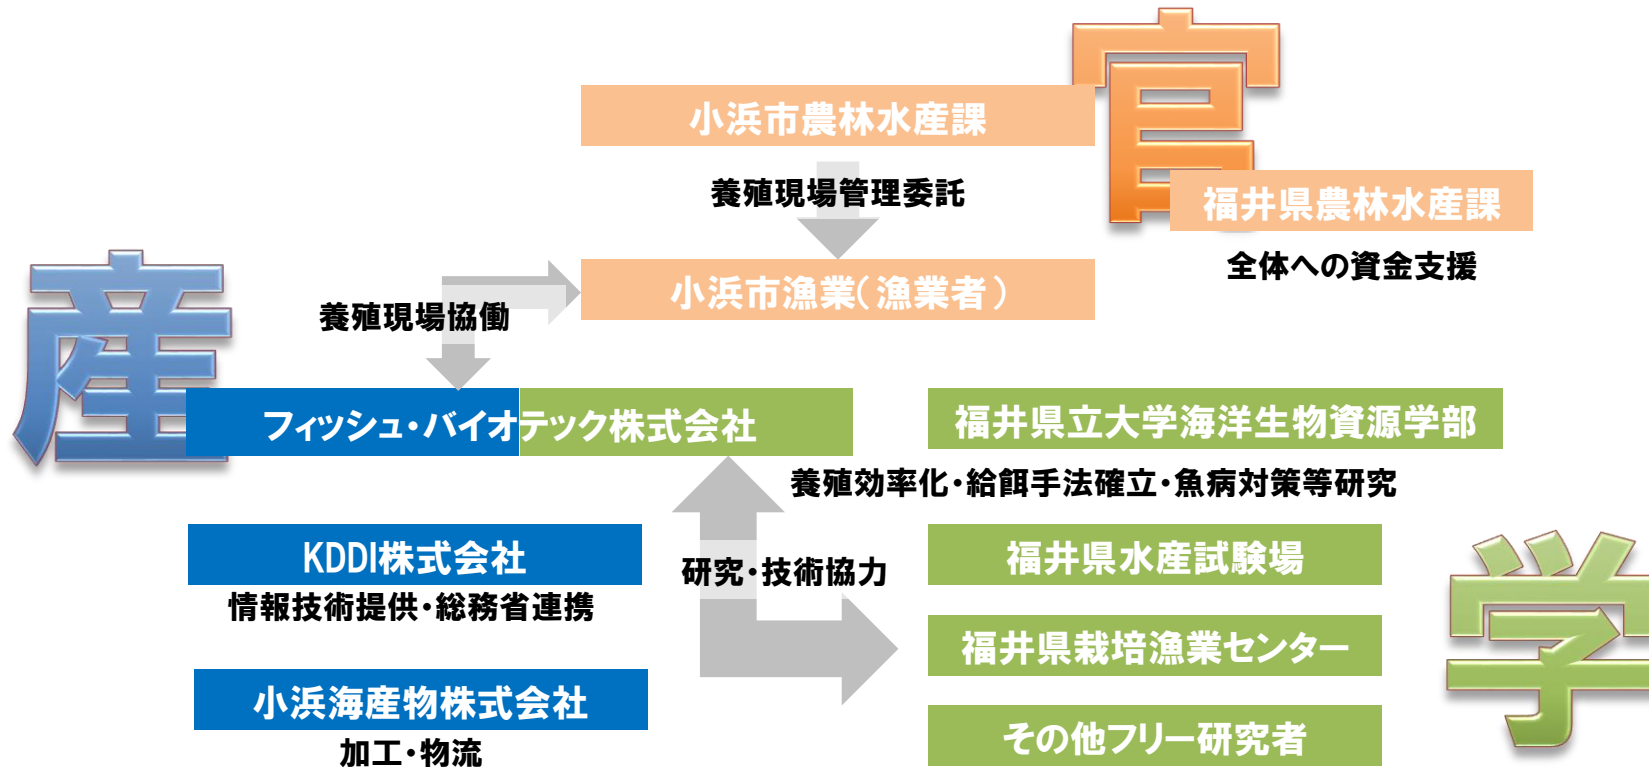 官
小浜市農林水産課
養殖現場管理委託
福井県農林水産課
全体への資金支援
産
小浜市漁業（漁業者）
養殖現場協働
フィッシュ・バイオテック株式会社
福井県立大学海洋生物資源学部
養殖効率化・給餌手法確立・魚病対策等研究
KDDI株式会社
情報技術提供・総務省連携
研究・技術協力
福井県水産試験場
学
福井県栽培漁業センター
小浜海産物株式会社
加工・物流
その他フリー研究者